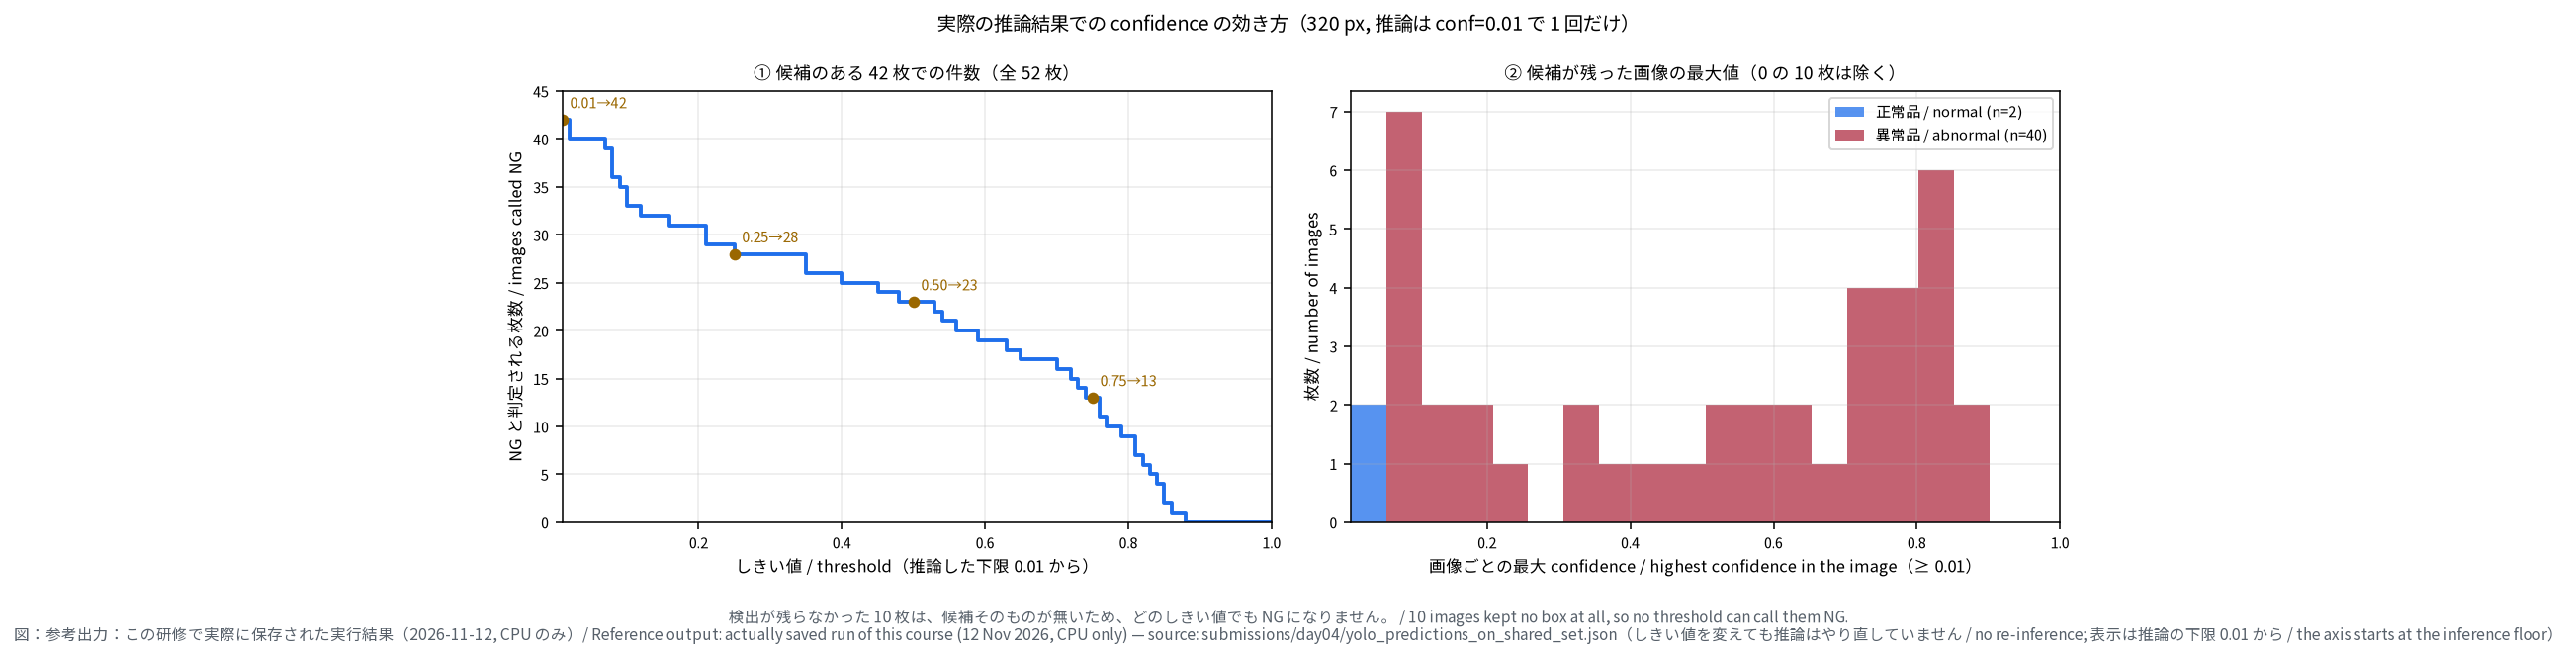 実際の推論結果での confidence の効き方（320 px, 推論は conf=0.01 で 1 回だけ）
① 候補のある 42 枚での件数（全 52 枚）
NG と判定される枚数 / images called NG
45
40
35
30
25
20
15
10
5
0
0.01→42
0.25→28
0.50→23
0.75→13
0.2
0.4
0.6
0.8
1.0
しきい値 / threshold（推論した下限 0.01 から）
② 候補が残った画像の最大値（0 の 10 枚は除く）
枚数 / number of images
7
6
5
4
3
2
1
0
正常品 / normal (n=2)
異常品 / abnormal (n=40)
0.2
0.4
0.6
0.8
1.0
画像ごとの最大 confidence / highest confidence in the image（≥ 0.01）
検出が残らなかった 10 枚は、候補そのものが無いため、どのしきい値でも NG になりません。 / 10 images kept no box at all, so no threshold can call them NG.
図：参考出力：この研修で実際に保存された実行結果（2026-11-12, CPU のみ）/ Reference output: actually saved run of this course (12 Nov 2026, CPU only) — source: submissions/day04/yolo_predictions_on_shared_set.json（しきい値を変えても推論はやり直していません / no re-inference; 表示は推論の下限 0.01 から / the axis starts at the inference floor）